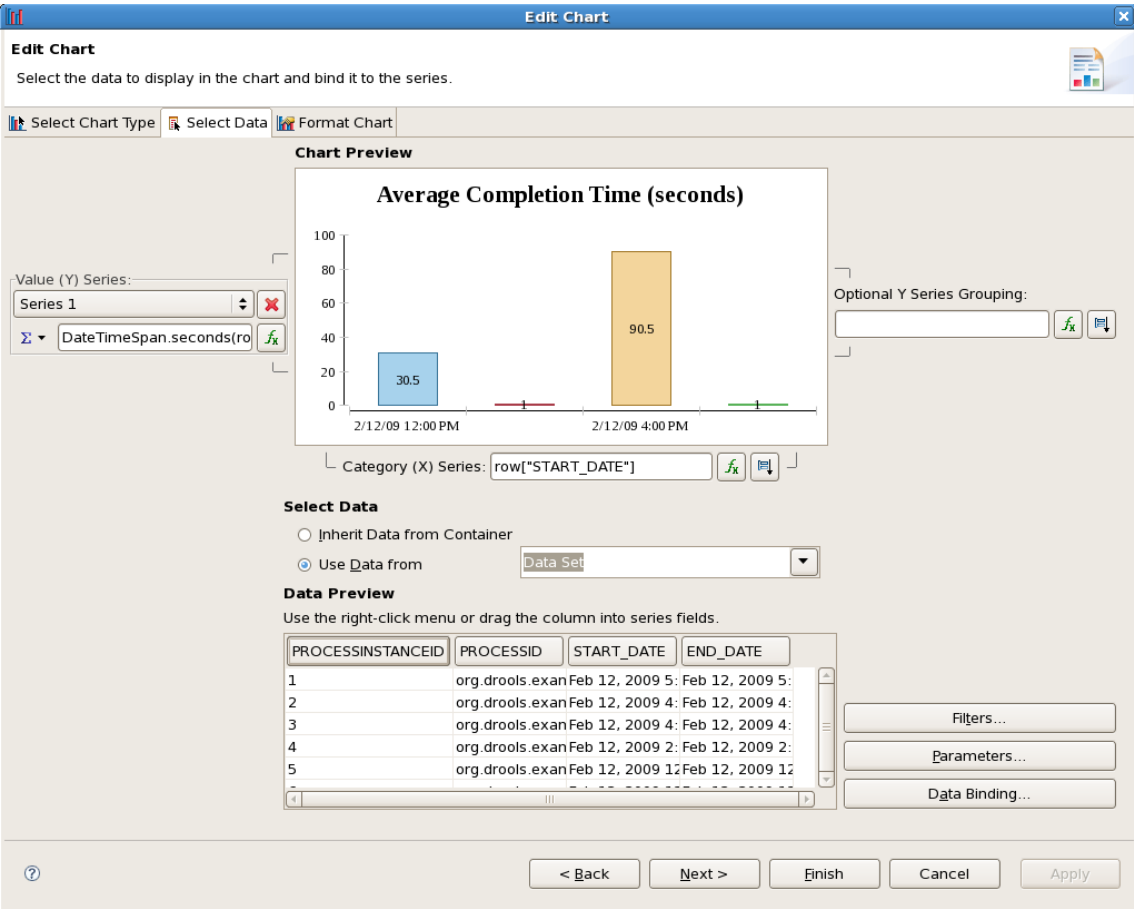 Edit Chart
Edit Chart
Select the data to display in the chart and bind it to the series.
Select Chart Type Select Data Format Chart
Chart Preview
Average Completion Time (seconds)
100
80
60
40
20
0
30.5
1
90.5
1
2/12/09 12:00 PM 2/12/09 4:00 PM
Value (Y) Series:
Series 1
Σ DateTimeSpan.seconds(ro fx
Optional Y Series Grouping:
fx
Category (X) Series: row["START_DATE"] fx
Select Data
Inherit Data from Container
Use Data from Data Set
Data Preview
Use the right-click menu or drag the column into series fields.
PROCESSINSTANCEID PROCESSID START_DATE END_DATE
1 org.drools.exan Feb 12, 2009 5: Feb 12, 2009 5:
2 org.drools.exan Feb 12, 2009 4: Feb 12, 2009 4:
3 org.drools.exan Feb 12, 2009 4: Feb 12, 2009 4:
4 org.drools.exan Feb 12, 2009 2: Feb 12, 2009 2:
5 org.drools.exan Feb 12, 2009 12 Feb 12, 2009 12
Filters...
Parameters...
Data Binding...
? < Back Next > Finish Cancel Apply